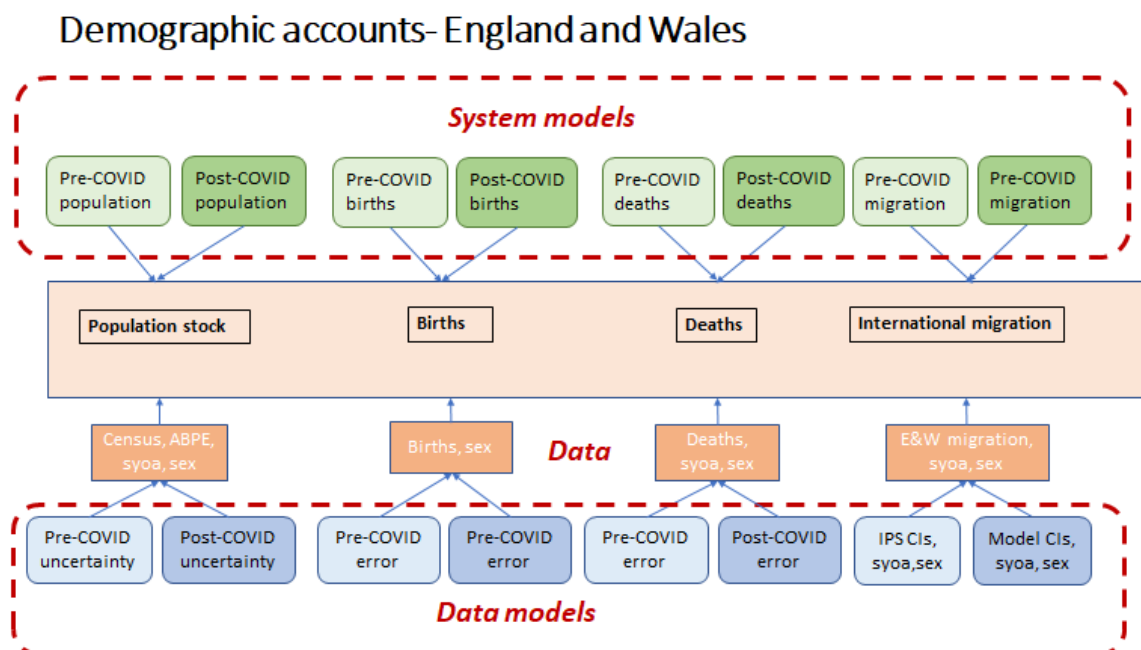 Demographic accounts- England and Wales
System models
Pre-COVID
population
Post-COVID
population
Pre-COVID
births
Post-COVID
births
Pre-COVID
deaths
Post-COVID
deaths
Pre-COVID
migration
Pre-COVID
migration
Population stock
Births
Deaths
International migration
Census, ABPE,
syoa, sex
Births, sex
Data
Deaths,
syoa, sex
E&W migration,
syoa, sex
Pre-COVID
uncertainty
Post-COVID
uncertainty
Pre-COVID
error
Pre-COVID
error
Pre-COVID
error
Post-COVID
error
IPS CIs,
syoa,sex
Model CIs,
syoa, sex
Data models